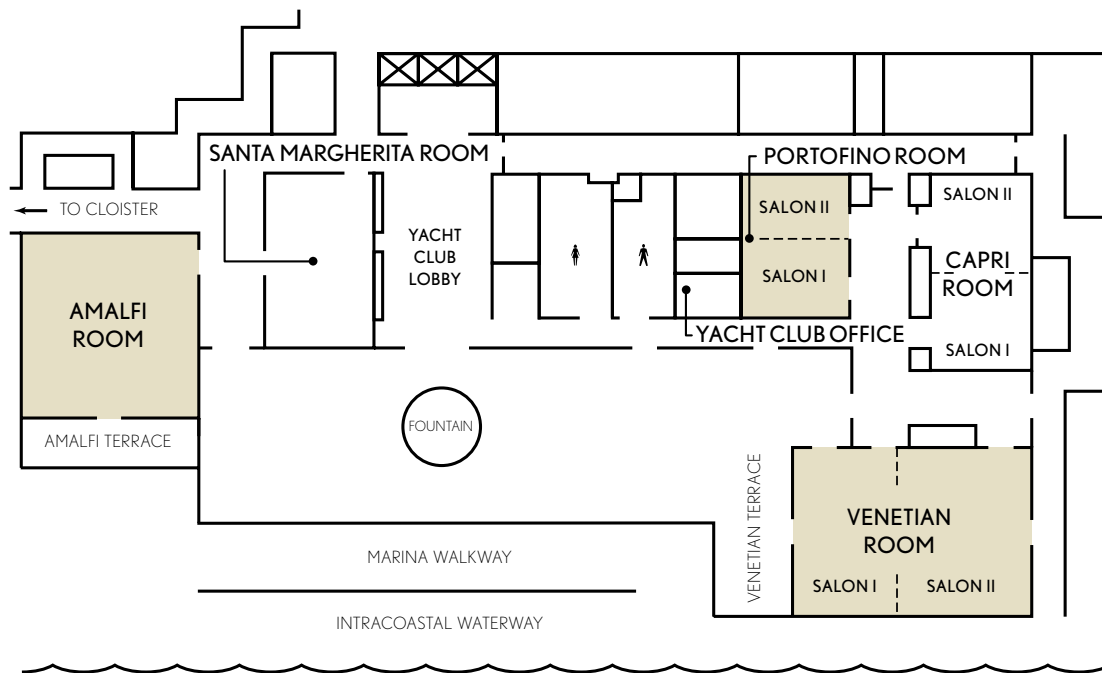 SANTA MARGHERITA ROOM
PORTOFINO ROOM
TO CLOISTER
SALON II
SALON II
YACHT
CLUB
LOBBY
SALON I
CAPRI
ROOM
AMALFI
ROOM
YACHT CLUB OFFICE
SALON I
FOUNTAIN
AMALFI TERRACE
VENETIAN TERRACE
VENETIAN
ROOM
SALON I
SALON II
MARINA WALKWAY
INTRACOASTAL WATERWAY